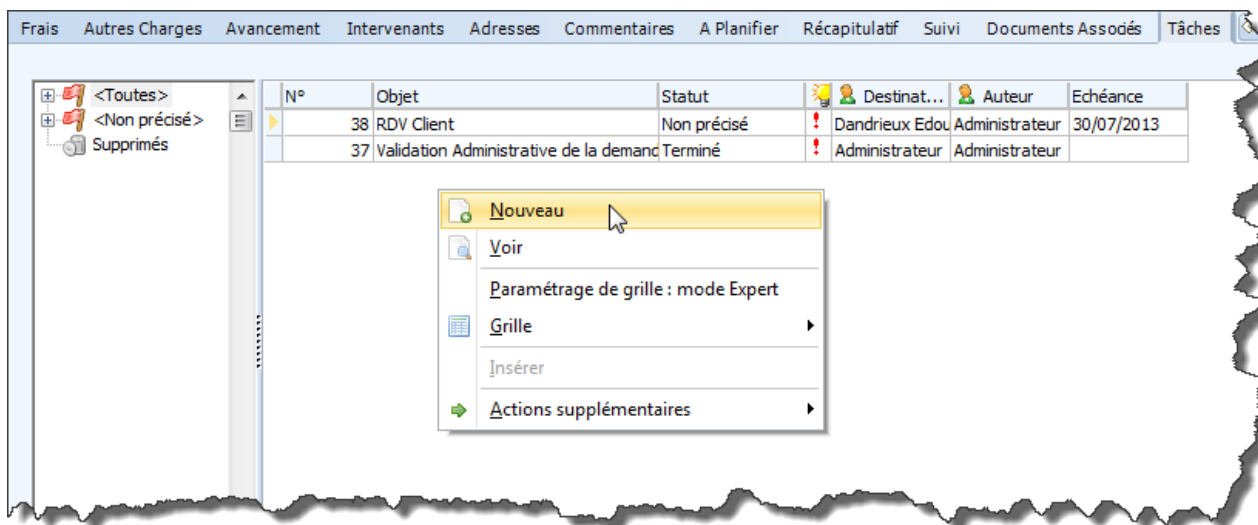 Frais Autres Charges Avancement Intervenants Adresses Commentaires A Planifier Récapitulatif Suivi Documents Associés Tâches
<Toutes>
<Non précisé>
Supprimés
N° Objet Statut Destinat... Auteur Echéance
38 RDV Client Non précisé Dandrieux Edou Administrateur 30/07/2013
37 Validation Administrative de la demand Terminé Administrateur Administrateur
Nouveau
Voir
Paramétrage de grille : mode Expert
Grille
Insérer
Actions supplémentaires